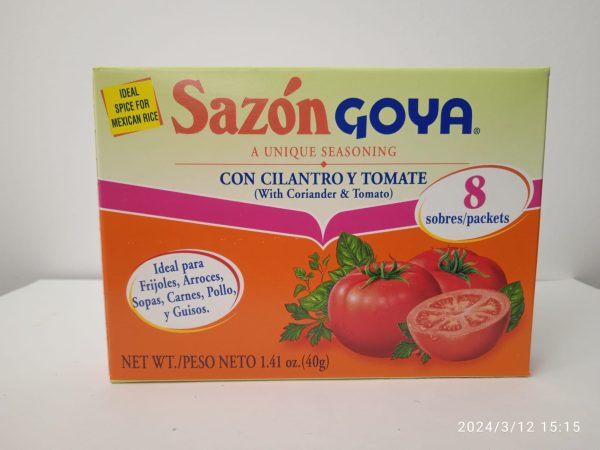 IDEAL
SPICE FOR
MEXICAN RICE
Sazón GOYA®
A UNIQUE SEASONING
CON CILANTRO Y TOMATE
(With Coriander & Tomato)
8
sobres/packets
Ideal para
Frijoles, Arroces,
Sopas, Carnes, Pollo,
y Guisos.
NET WT./PESO NETO 1.41 oz.(40g)
2024/3/12 15:15